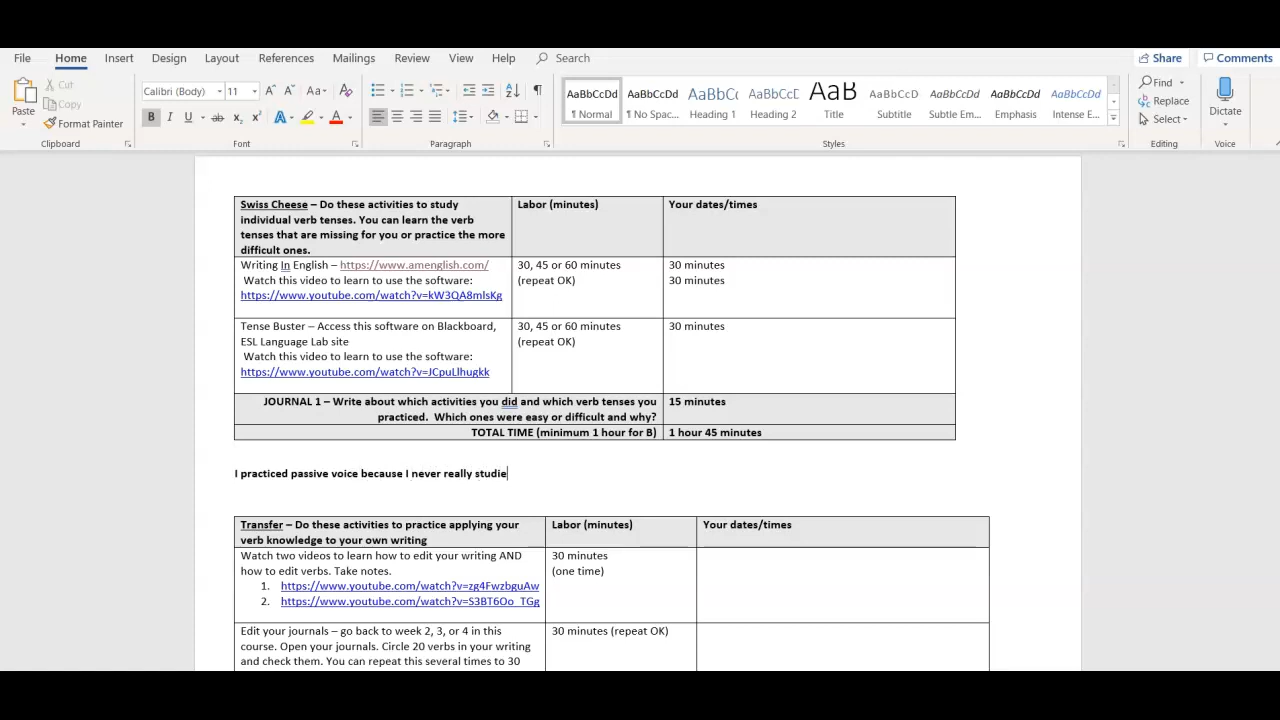 File Home Insert Design Layout References Mailings Review View Help Search Share Comments
Paste Cut Calibri (Body) 11 Aa AaBbCcDd AaBbCcDd AaBbCc AaBbCcD AaB AaBbCcD AaBbCcDd AaBbCcDd AaBbCcDd Find Dictate
Copy Replace
Format Painter B I U ab x₂ x² A A ¶ Normal ¶ No Spac... Heading 1 Heading 2 Title Subtitle Subtle Em... Emphasis Intense E... Select
Clipboard Font Paragraph Styles Editing Voice
Swiss Cheese – Do these activities to study Labor (minutes) Your dates/times
individual verb tenses. You can learn the verb
tenses that are missing for you or practice the more
difficult ones.
Writing In English – https://www.amenglish.com/ 30, 45 or 60 minutes 30 minutes
Watch this video to learn to use the software: (repeat OK) 30 minutes
https://www.youtube.com/watch?v=kW3QA8mlsKg
Tense Buster – Access this software on Blackboard, 30, 45 or 60 minutes 30 minutes
ESL Language Lab site (repeat OK)
Watch this video to learn to use the software:
https://www.youtube.com/watch?v=JCpuLlhugkk
JOURNAL 1 – Write about which activities you did and which verb tenses you 15 minutes
practiced. Which ones were easy or difficult and why?
TOTAL TIME (minimum 1 hour for B) 1 hour 45 minutes
I practiced passive voice because I never really studie
Transfer – Do these activities to practice applying your Labor (minutes) Your dates/times
verb knowledge to your own writing
Watch two videos to learn how to edit your writing AND 30 minutes
how to edit verbs. Take notes. (one time)
1. https://www.youtube.com/watch?v=zg4FwzbguAw
2. https://www.youtube.com/watch?v=S3BT6Oo_TGg
Edit your journals – go back to week 2, 3, or 4 in this 30 minutes (repeat OK)
course. Open your journals. Circle 20 verbs in your writing
and check them. You can repeat this several times to 30